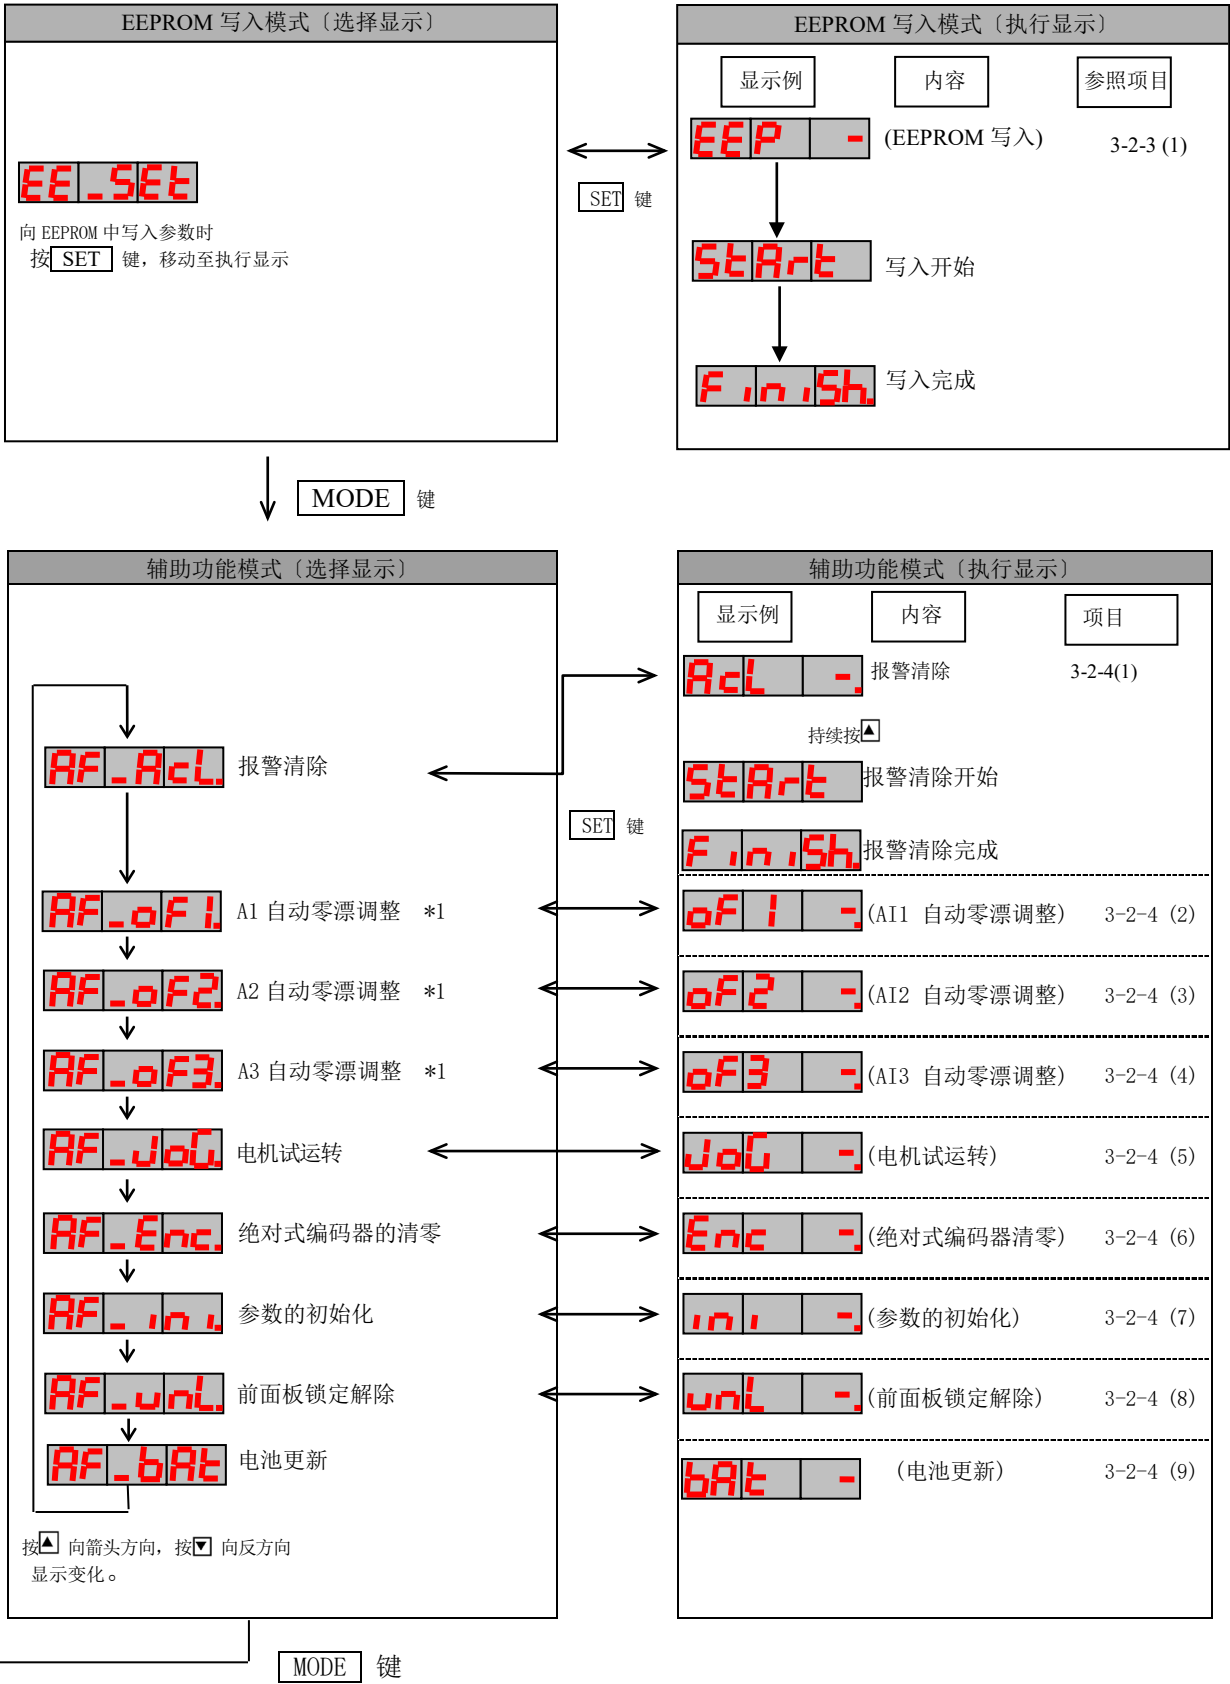 EEPROM 写入模式〔选择显示〕
EE_SEt
向 EEPROM 中写入参数时
按 SET 键，移动至执行显示
SET 键
EEPROM 写入模式〔执行显示〕
显示例 内容 参照项目
EEP - (EEPROM 写入) 3-2-3 (1)
StArt 写入开始
FiniSh. 写入完成
MODE 键
辅助功能模式〔选择显示〕
AF_AcL. 报警清除
AF_oF1. A1 自动零漂调整 *1
AF_oF2. A2 自动零漂调整 *1
AF_oF3. A3 自动零漂调整 *1
AF_JoG. 电机试运转
AF_Enc. 绝对式编码器的清零
AF_ini. 参数的初始化
AF_unL. 前面板锁定解除
AF_bAt 电池更新
按▲ 向箭头方向，按▼ 向反方向
显示变化。
SET 键
辅助功能模式〔执行显示〕
显示例 内容 项目
AcL -. 报警清除 3-2-4(1)
持续按▲
StArt 报警清除开始
FiniSh. 报警清除完成
oF1 -. (AI1 自动零漂调整) 3-2-4 (2)
oF2 -. (AI2 自动零漂调整) 3-2-4 (3)
oF3 -. (AI3 自动零漂调整) 3-2-4 (4)
JoG -. (电机试运转) 3-2-4 (5)
Enc -. (绝对式编码器清零) 3-2-4 (6)
ini -. (参数的初始化) 3-2-4 (7)
unL -. (前面板锁定解除) 3-2-4 (8)
bAt - (电池更新) 3-2-4 (9)
MODE 键